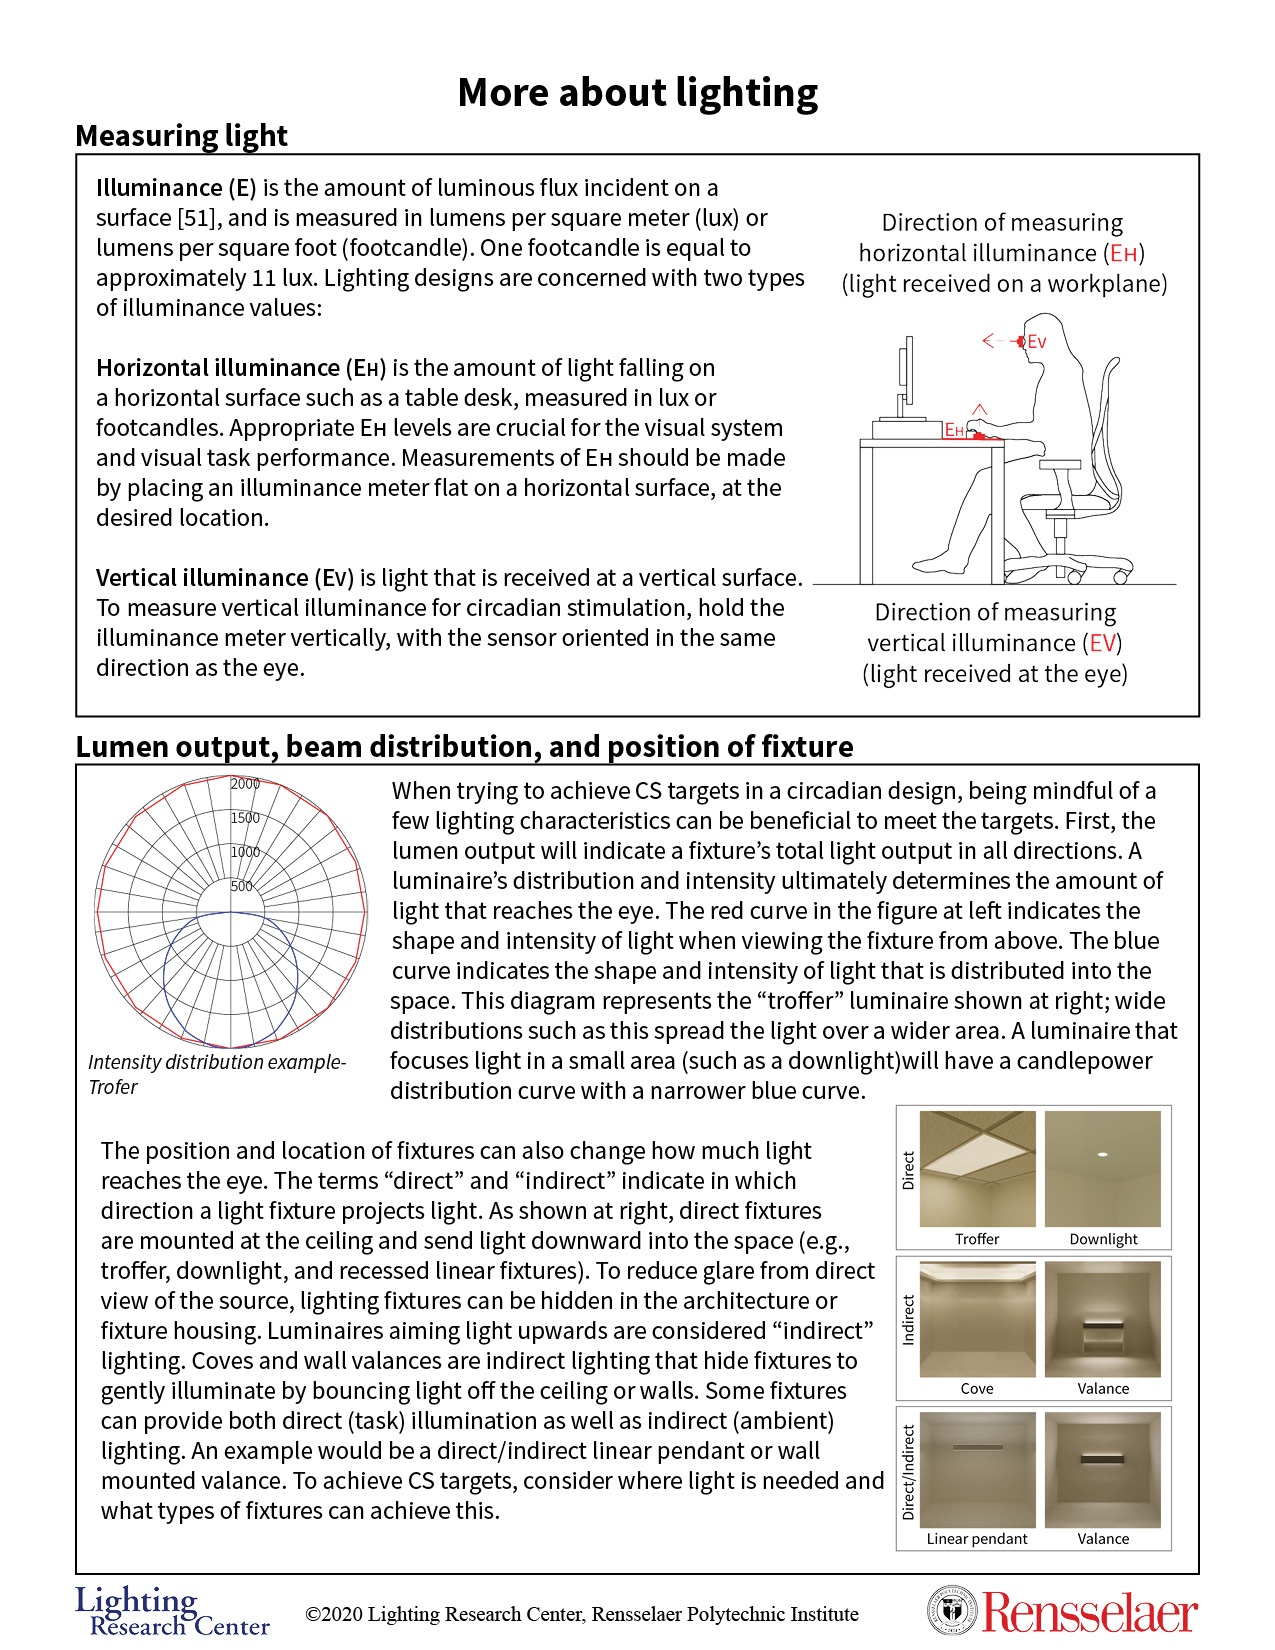 More about lighting
Measuring light
Illuminance (E) is the amount of luminous flux incident on a
surface [51], and is measured in lumens per square meter (lux) or
lumens per square foot (footcandle). One footcandle is equal to
approximately 11 lux. Lighting designs are concerned with two types
of illuminance values:
Horizontal illuminance (EH) is the amount of light falling on
a horizontal surface such as a table desk, measured in lux or
footcandles. Appropriate EH levels are crucial for the visual system
and visual task performance. Measurements of EH should be made
by placing an illuminance meter flat on a horizontal surface, at the
desired location.
Vertical illuminance (EV) is light that is received at a vertical surface.
To measure vertical illuminance for circadian stimulation, hold the
illuminance meter vertically, with the sensor oriented in the same
direction as the eye.
Direction of measuring
horizontal illuminance (EH)
(light received on a workplane)
EV
EH
Direction of measuring
vertical illuminance (EV)
(light received at the eye)
Lumen output, beam distribution, and position of fixture
2000
1500
1000
500
Intensity distribution example-
Trofer
When trying to achieve CS targets in a circadian design, being mindful of a
few lighting characteristics can be beneficial to meet the targets. First, the
lumen output will indicate a fixture’s total light output in all directions. A
luminaire’s distribution and intensity ultimately determines the amount of
light that reaches the eye. The red curve in the figure at left indicates the
shape and intensity of light when viewing the fixture from above. The blue
curve indicates the shape and intensity of light that is distributed into the
space. This diagram represents the “troffer” luminaire shown at right; wide
distributions such as this spread the light over a wider area. A luminaire that
focuses light in a small area (such as a downlight)will have a candlepower
distribution curve with a narrower blue curve.
The position and location of fixtures can also change how much light
reaches the eye. The terms “direct” and “indirect” indicate in which
direction a light fixture projects light. As shown at right, direct fixtures
are mounted at the ceiling and send light downward into the space (e.g.,
troffer, downlight, and recessed linear fixtures). To reduce glare from direct
view of the source, lighting fixtures can be hidden in the architecture or
fixture housing. Luminaires aiming light upwards are considered “indirect”
lighting. Coves and wall valances are indirect lighting that hide fixtures to
gently illuminate by bouncing light off the ceiling or walls. Some fixtures
can provide both direct (task) illumination as well as indirect (ambient)
lighting. An example would be a direct/indirect linear pendant or wall
mounted valance. To achieve CS targets, consider where light is needed and
what types of fixtures can achieve this.
Direct
Troffer
Downlight
Indirect
Cove
Valance
Direct/Indirect
Linear pendant
Valance
Lighting
Research Center
©2020 Lighting Research Center, Rensselaer Polytechnic Institute
Rensselaer